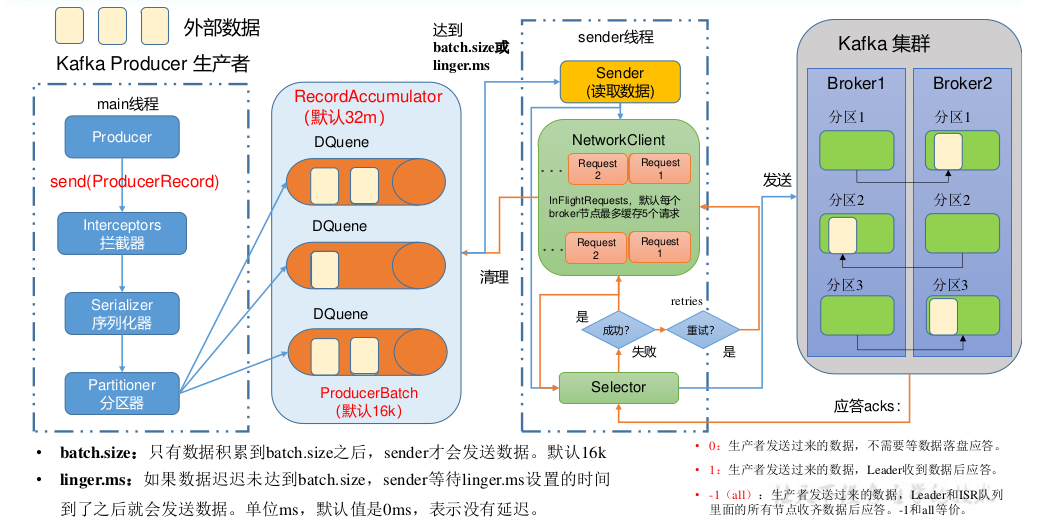 外部数据
Kafka Producer 生产者
main线程
Producer
send(ProducerRecord)
Interceptors
拦截器
Serializer
序列化器
Partitioner
分区器
RecordAccumulator
(默认32m)
DQuene
DQuene
DQuene
ProducerBatch
(默认16k)
达到
batch.size或
linger.ms
清理
sender线程
Sender
(读取数据)
NetworkClient
... Request 2 Request 1
InFlightRequests，默认每个
broker节点最多缓存5个请求
... Request 2 Request 1
是
成功?
失败
retries
重试?
是
Selector
发送
应答acks:
Kafka 集群
Broker1
分区1
分区2
分区3
Broker2
分区1
分区2
分区3
• batch.size：只有数据积累到batch.size之后，sender才会发送数据。默认16k
• linger.ms：如果数据迟迟未达到batch.size，sender等待linger.ms设置的时间
到了之后就会发送数据。单位ms，默认值是0ms，表示没有延迟。
• 0：生产者发送过来的数据，不需要等数据落盘应答。
• 1：生产者发送过来的数据，Leader收到数据后应答。
• -1（all）：生产者发送过来的数据，Leader和ISR队列
里面的所有节点收齐数据后应答。-1和all等价。